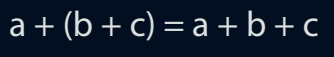 a + (b + c) = a + b + c